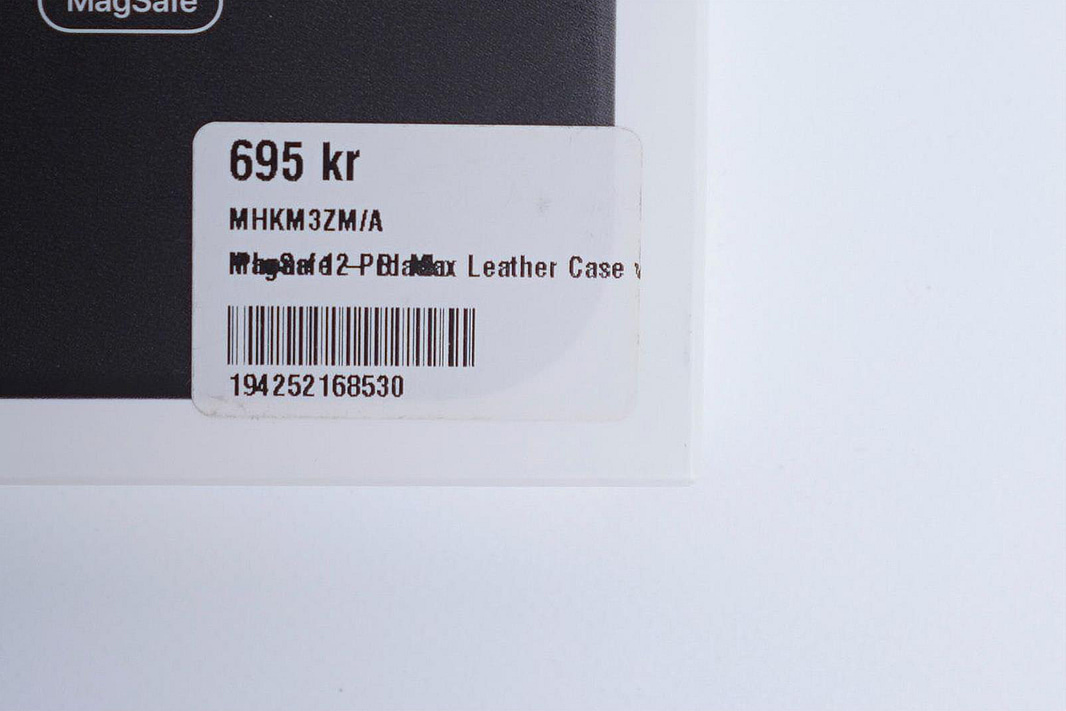 MagSafe
695 kr
MHKM3ZM/A
Leather Case
194252168530